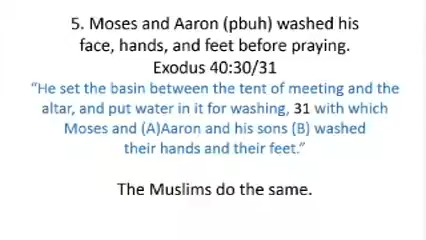 5. Moses and Aaron (pbuh) washed his
face, hands, and feet before praying.
Exodus 40:30/31
“He set the basin between the tent of meeting and the
altar, and put water in it for washing, 31 with which
Moses and (A)Aaron and his sons (B) washed
their hands and their feet.”
The Muslims do the same.